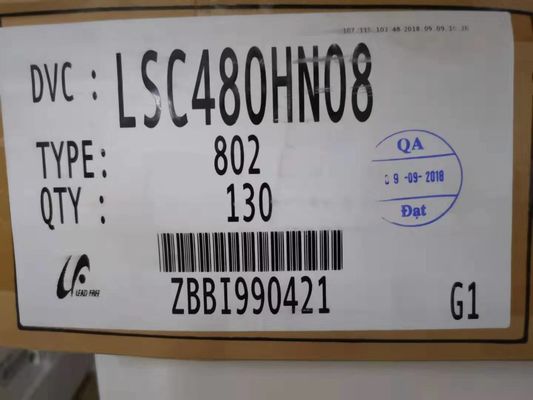 DVC : LSC480HN08
TYPE: 802
QTY : 130
QA
09-09-2018
Đạt
ZBBI990421
LEAD FREE
G1